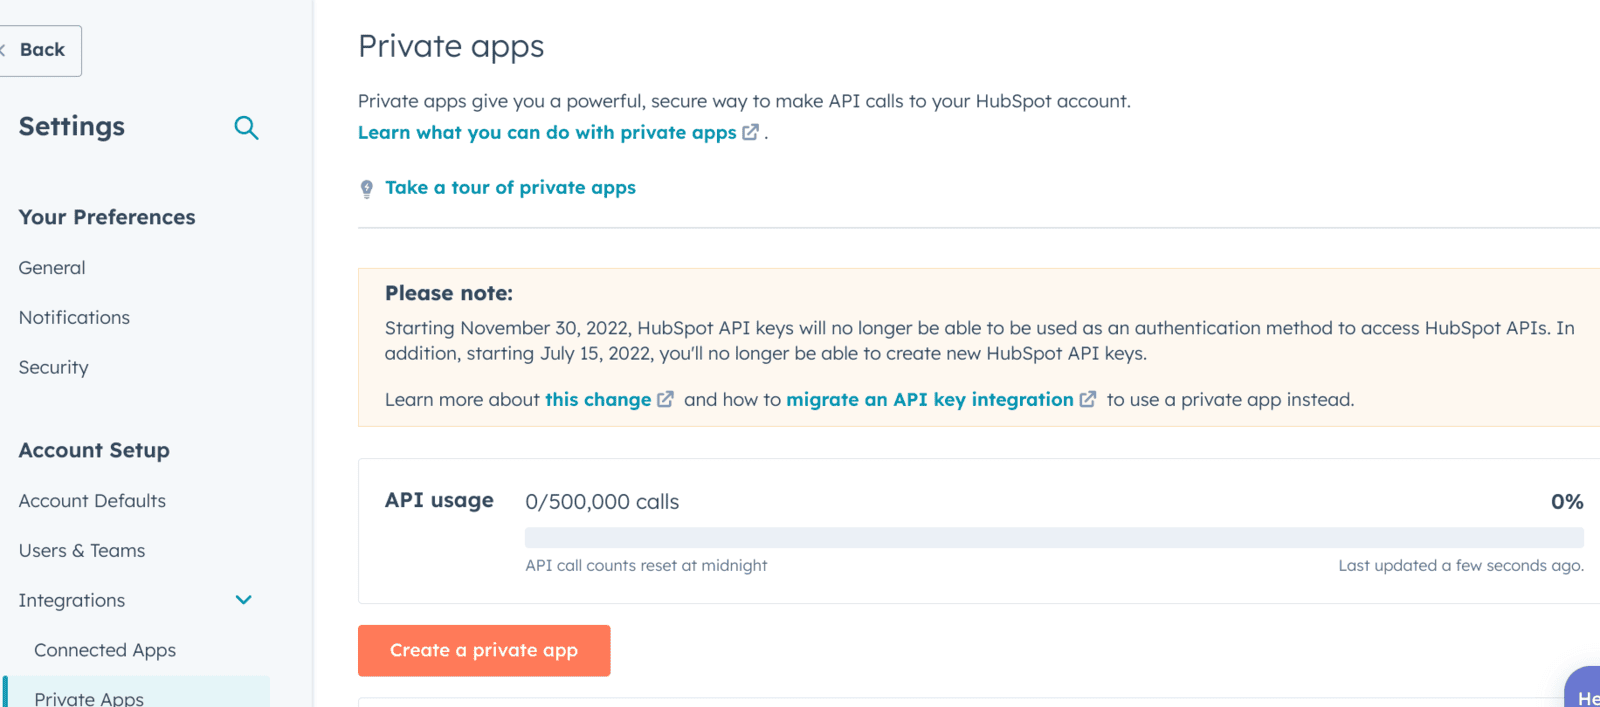 Back
Settings
Your Preferences
General
Notifications
Security
Account Setup
Account Defaults
Users & Teams
Integrations
Connected Apps
Private Apps
Private apps
Private apps give you a powerful, secure way to make API calls to your HubSpot account.
Learn what you can do with private apps .
Take a tour of private apps
Please note:
Starting November 30, 2022, HubSpot API keys will no longer be able to be used as an authentication method to access HubSpot APIs. In
addition, starting July 15, 2022, you'll no longer be able to create new HubSpot API keys.
Learn more about this change and how to migrate an API key integration to use a private app instead.
API usage 0/500,000 calls 0%
API call counts reset at midnight Last updated a few seconds ago.
Create a private app
He